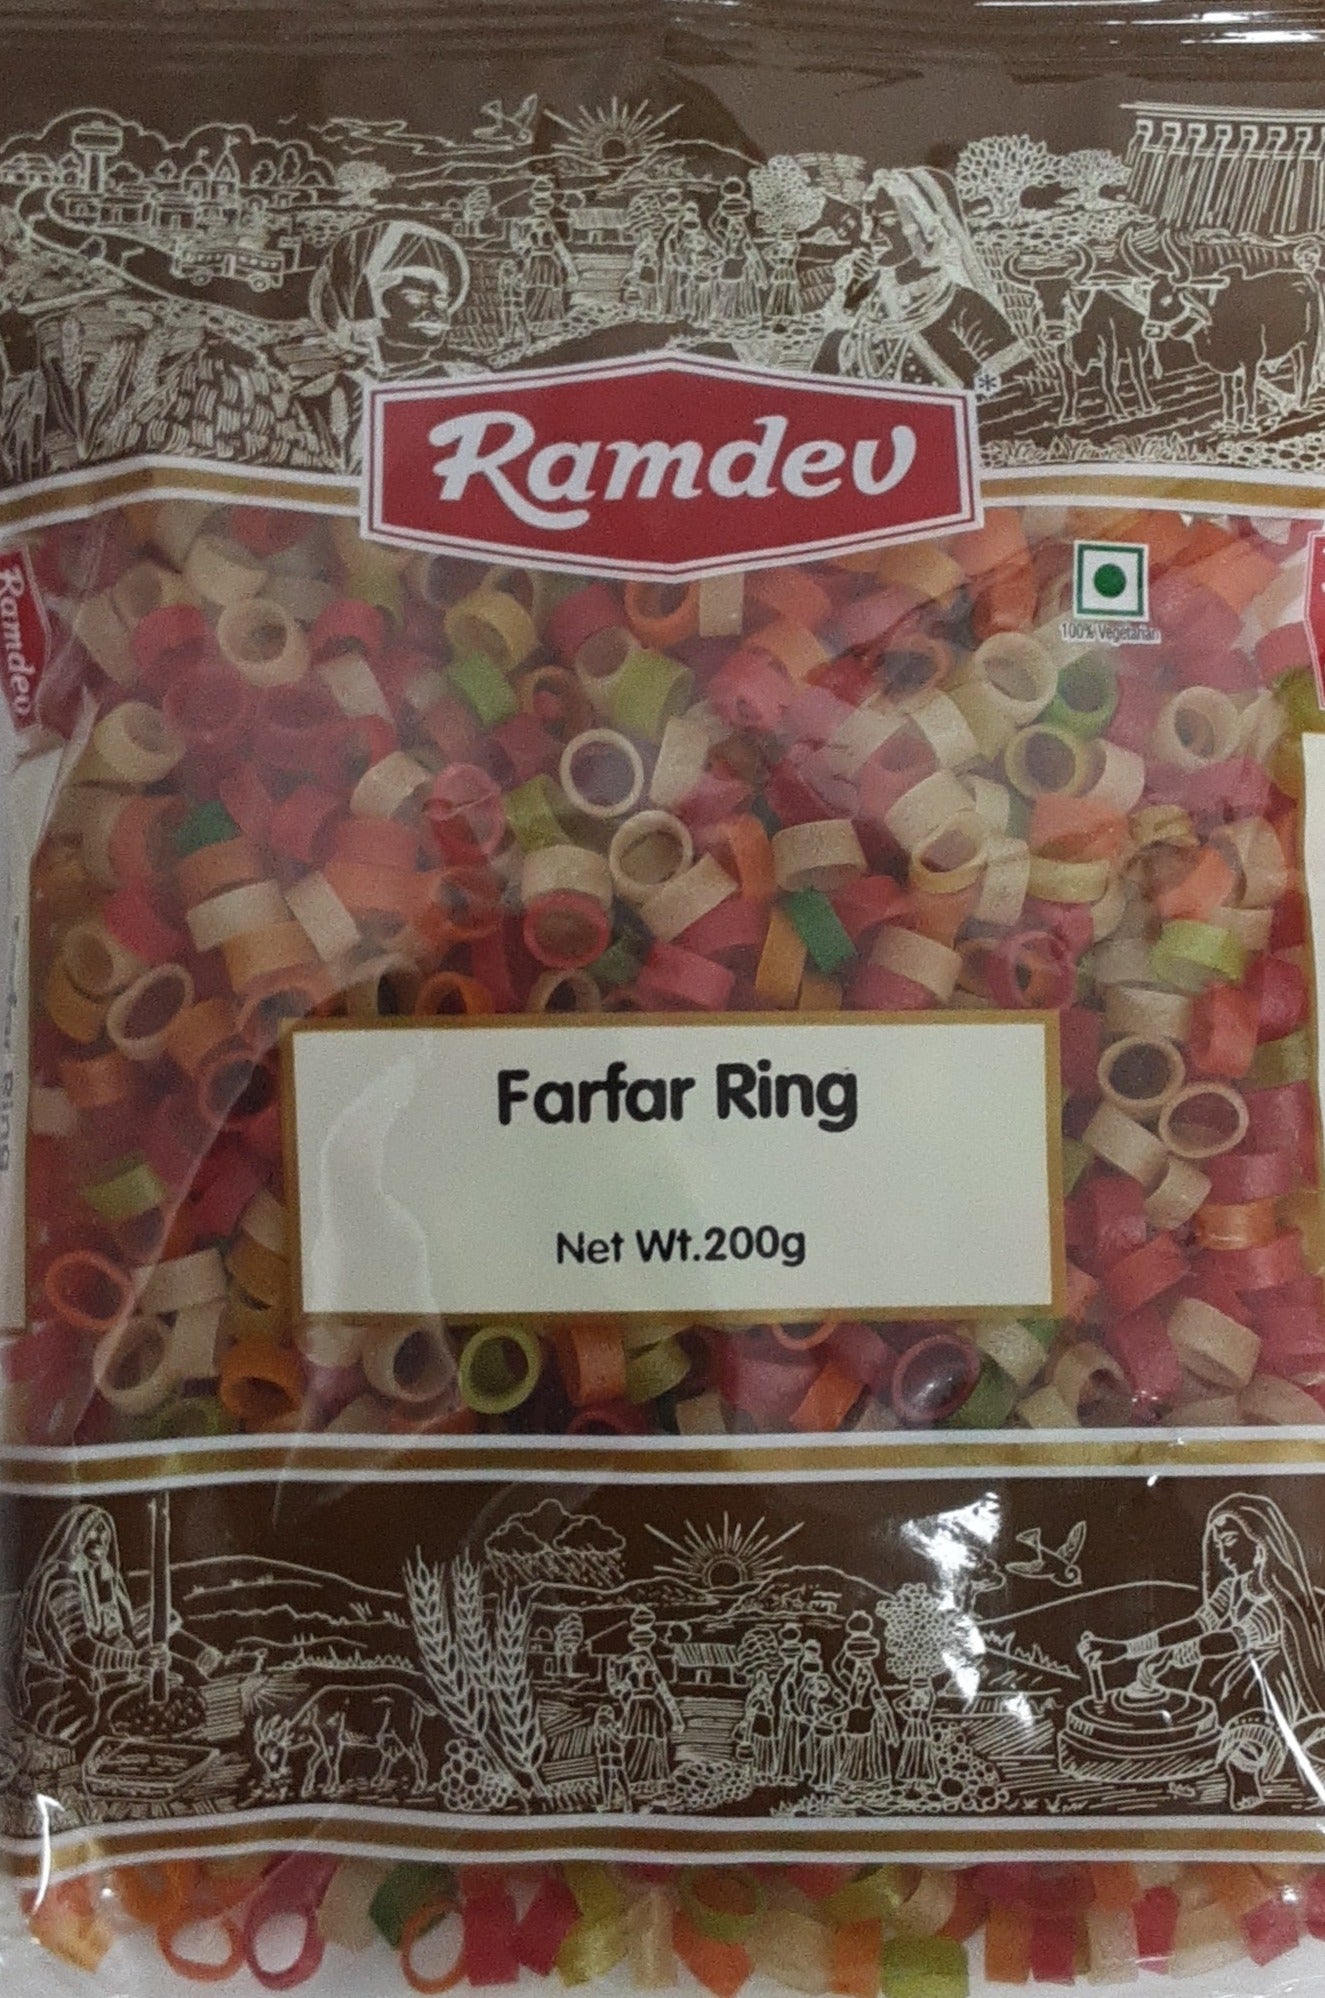 Ramdev
*
100% Vegetarian
Ramdev
Farfar Ring
Net Wt.200g